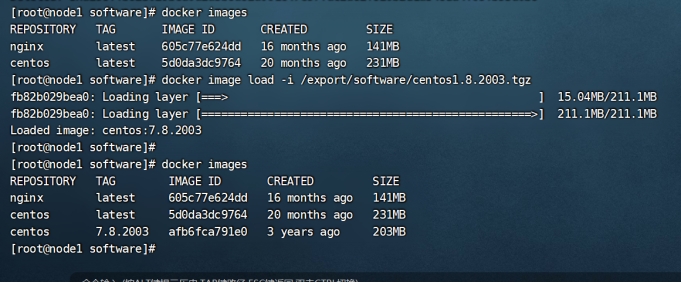 [root@node1 software]# docker images
REPOSITORY TAG IMAGE ID CREATED SIZE
nginx latest 605c77e624dd 16 months ago 141MB
centos latest 5d0da3dc9764 20 months ago 231MB
[root@node1 software]# docker image load -i /export/software/centos1.8.2003.tgz
fb82b029bea0: Loading layer [===> ] 15.04MB/211.1MB
fb82b029bea0: Loading layer [==================================================>] 211.1MB/211.1MB
Loaded image: centos:7.8.2003
[root@node1 software]#
[root@node1 software]# docker images
REPOSITORY TAG IMAGE ID CREATED SIZE
nginx latest 605c77e624dd 16 months ago 141MB
centos latest 5d0da3dc9764 20 months ago 231MB
centos 7.8.2003 afb6fca791e0 3 years ago 203MB
[root@node1 software]#